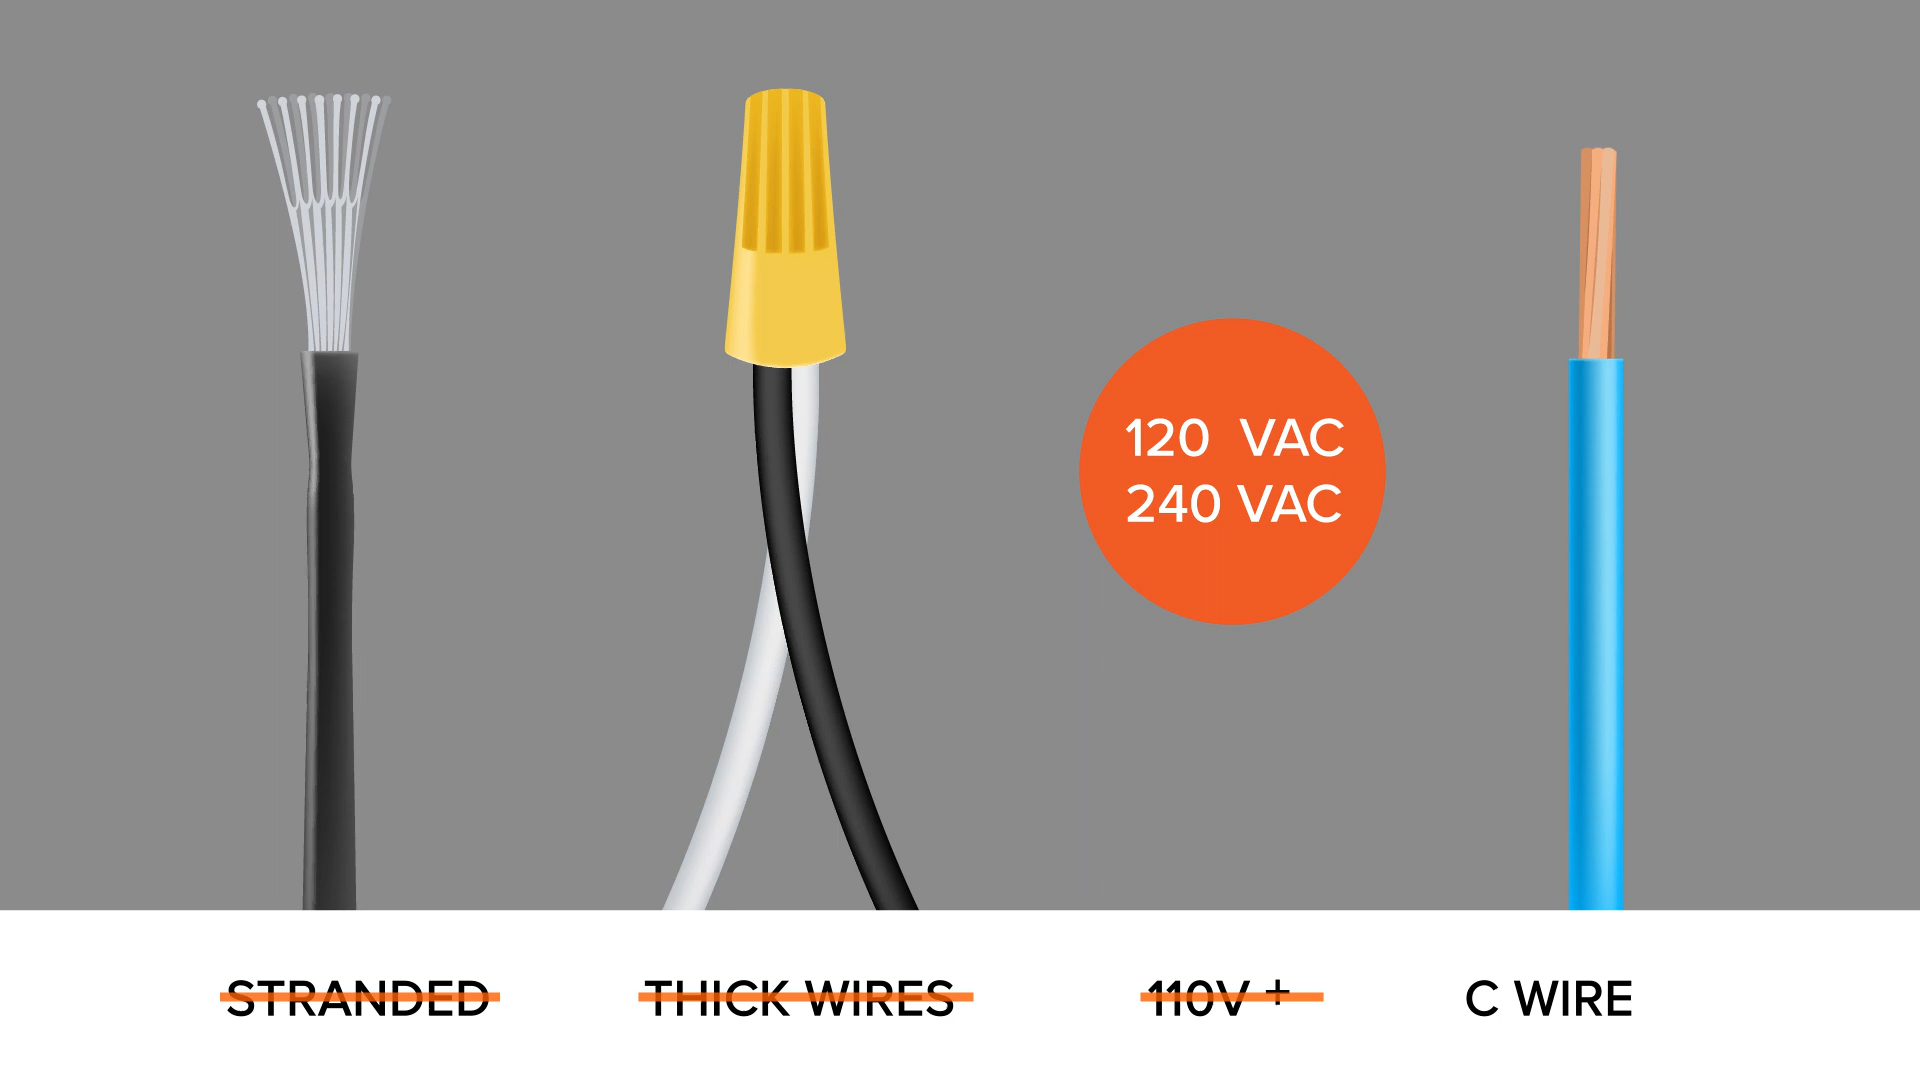 120 VAC
240 VAC
STRANDED
THICK WIRES
110V +
C WIRE